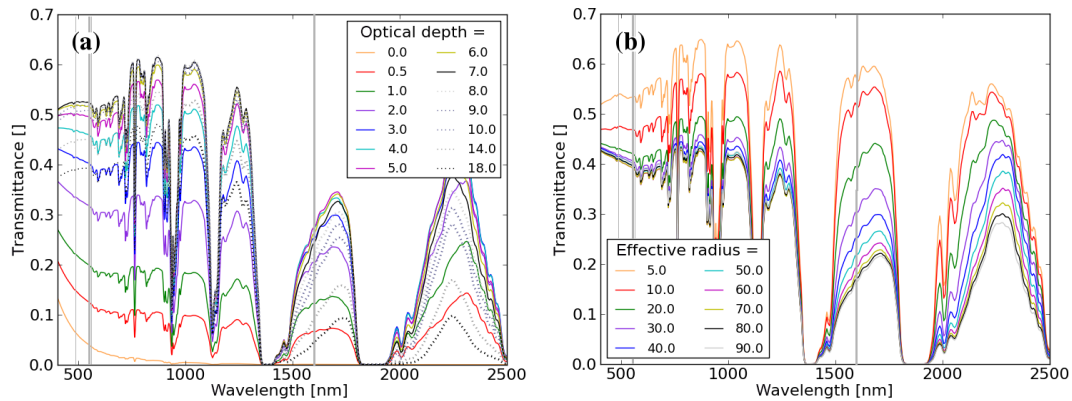 (a)
Transmittance []
0.7
0.6
0.5
0.4
0.3
0.2
0.1
0.0
Optical depth =
0.0 6.0
0.5 7.0
1.0 8.0
2.0 9.0
3.0 10.0
4.0 14.0
5.0 18.0
500 1000 1500 2000 2500
Wavelength [nm]
(b)
Transmittance []
0.7
0.6
0.5
0.4
0.3
0.2
0.1
0.0
Effective radius =
5.0 50.0
10.0 60.0
20.0 70.0
30.0 80.0
40.0 90.0
500 1000 1500 2000 2500
Wavelength [nm]